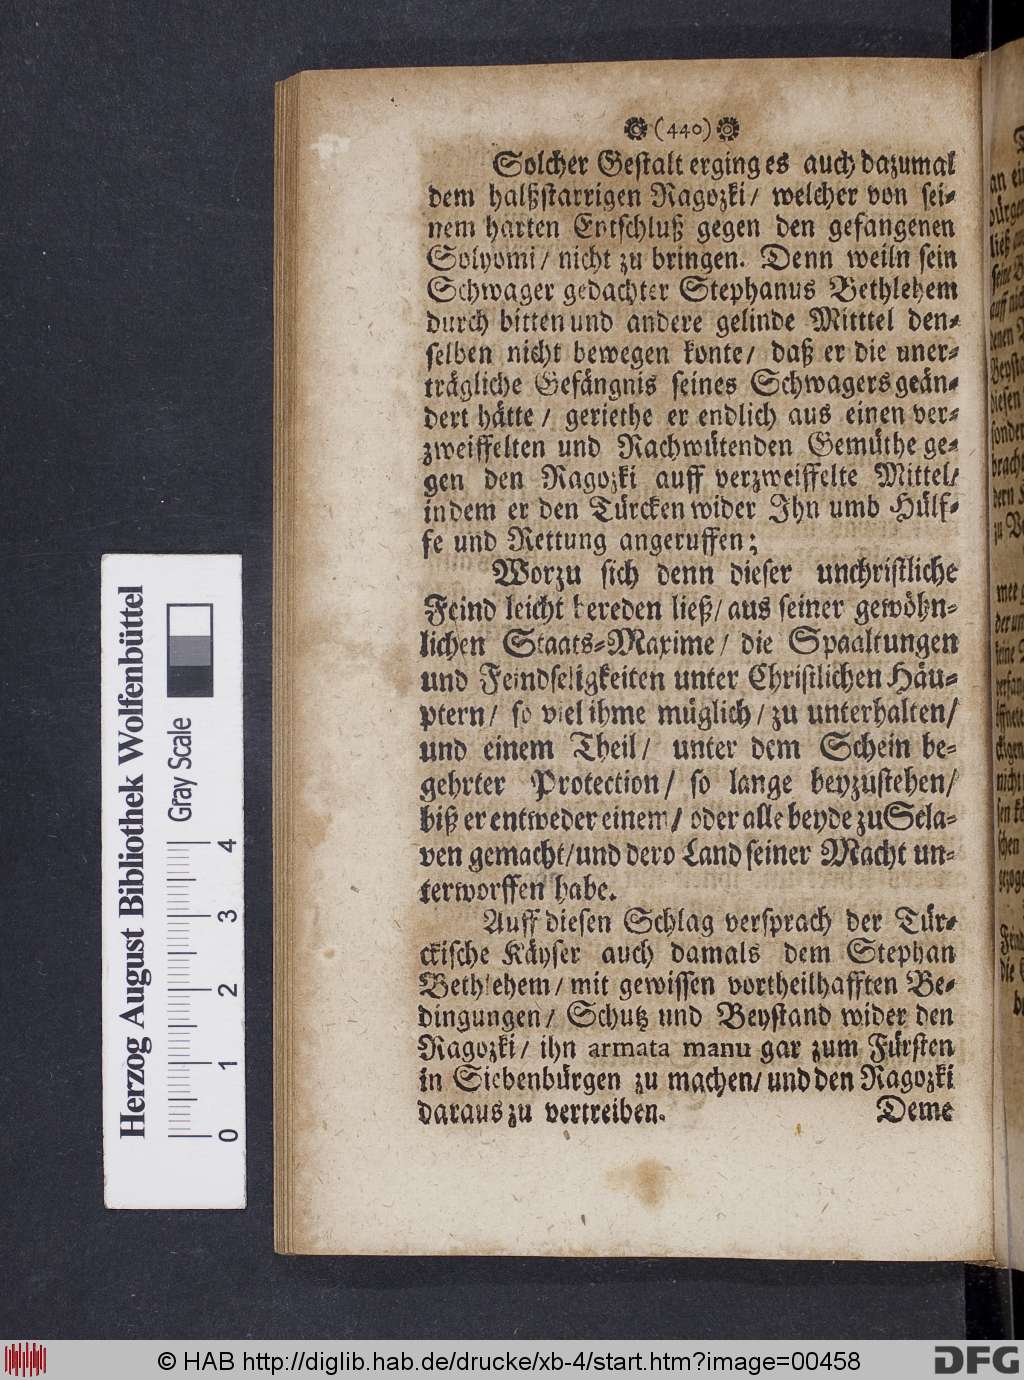 (440)
Solcher Gestalt erging es auch dazumal
dem halßstarrigen Ragozki/ welcher von sei-
nem harten Entschluß gegen den gefangenen
Solyomi/ nicht zu bringen. Denn weiln sein
Schwager gedachter Stephanus Bethlehem
durch bitten und andere gelinde Mitttel den-
selben nicht bewegen konte/ daß er die uner-
trägliche Gefängnis seines Schwagers geän-
dert hätte/ geriethe er endlich aus einen ver-
zweiffelten und Rachwütenden Gemüthe ge-
gen den Ragozki auff verzweiffelte Mittel/
indem er den Türcken wider Ihn umb Hülf-
fe und Rettung angeruffen;
Worzu sich denn dieser unchristliche
Feind leicht bereden ließ/ aus seiner gewöhn-
lichen Staats-Maxime/ die Spaaltungen
und Feindseligkeiten unter Christlichen Häu-
ptern/ so viel ihme müglich/ zu unterhalten/
und einem Theil/ unter dem Schein be-
gehrter Protection/ so lange beyzustehen/
biß er entweder einem/ oder alle beyde zu Scla-
ven gemacht/ und dero Land seiner Macht un-
terworffen habe.
Auff diesen Schlag versprach der Tür-
ckische Käyser auch damals dem Stephan
Bethlehem/ mit gewissen vortheilhafften Be-
dingungen/ Schutz und Beystand wider den
Ragozki/ ihn armata manu gar zum Fürsten
in Siebenbürgen zu machen/ und den Ragozki
daraus zu vertreiben. Deme
Herzog August Bibliothek Wolfenbüttel
Gray Scale
0 1 2 3 4
© HAB http://diglib.hab.de/drucke/xb-4/start.htm?image=00458
DFG